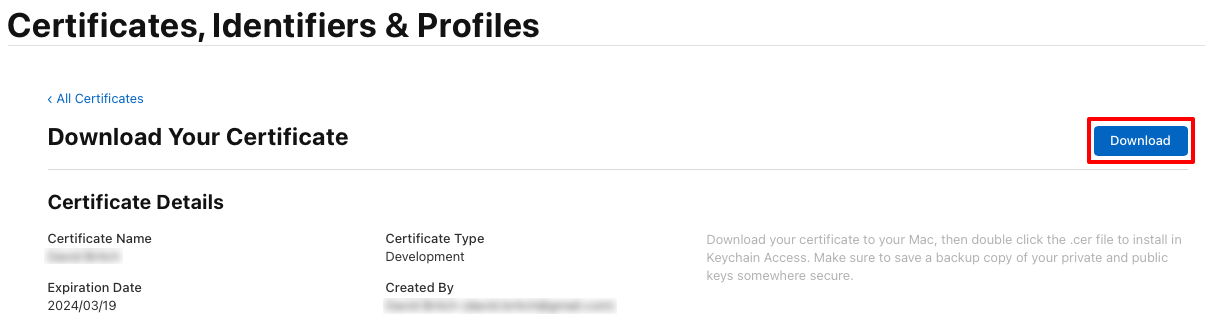 Certificates, Identifiers & Profiles
‹ All Certificates
Download Your Certificate
Download
Certificate Details
Certificate Name
Certificate Type
Development
Download your certificate to your Mac, then double click the .cer file to install in
Keychain Access. Make sure to save a backup copy of your private and public
keys somewhere secure.
Expiration Date
2024/03/19
Created By